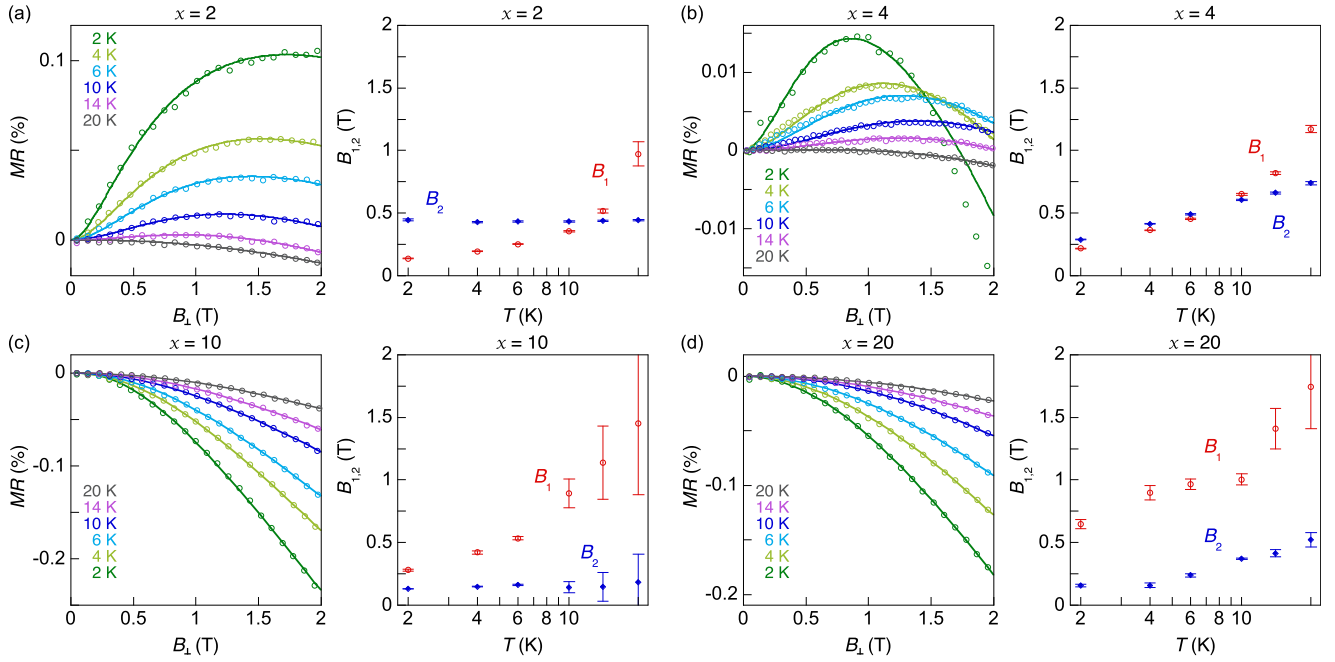 (a)
x = 2
2 K
4 K
6 K
10 K
14 K
20 K
0.1
0
MR (%)
0 0.5 1 1.5 2
B⊥ (T)
x = 2
2
1.5
1
0.5
0
B1,2 (T)
B1
B2
2 4 6 8 10
T (K)
(b)
x = 4
0.01
0
-0.01
MR (%)
2 K
4 K
6 K
10 K
14 K
20 K
0 0.5 1 1.5 2
B⊥ (T)
x = 4
2
1.5
1
0.5
0
B1,2 (T)
B1
B2
2 4 6 8 10
T (K)
(c)
x = 10
0
-0.1
-0.2
MR (%)
20 K
14 K
10 K
6 K
4 K
2 K
0 0.5 1 1.5 2
B⊥ (T)
x = 10
2
1.5
1
0.5
0
B1,2 (T)
B1
B2
2 4 6 8 10
T (K)
(d)
x = 20
0
-0.1
-0.2
MR (%)
20 K
14 K
10 K
6 K
4 K
2 K
0 0.5 1 1.5 2
B⊥ (T)
x = 20
2
1.5
1
0.5
0
B1,2 (T)
B1
B2
2 4 6 8 10
T (K)